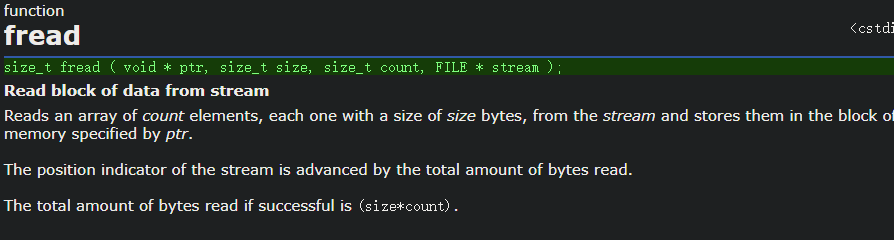 function
fread
<cstdi
size_t fread ( void * ptr, size_t size, size_t count, FILE * stream );
Read block of data from stream
Reads an array of count elements, each one with a size of size bytes, from the stream and stores them in the block of
memory specified by ptr.
The position indicator of the stream is advanced by the total amount of bytes read.
The total amount of bytes read if successful is (size*count).